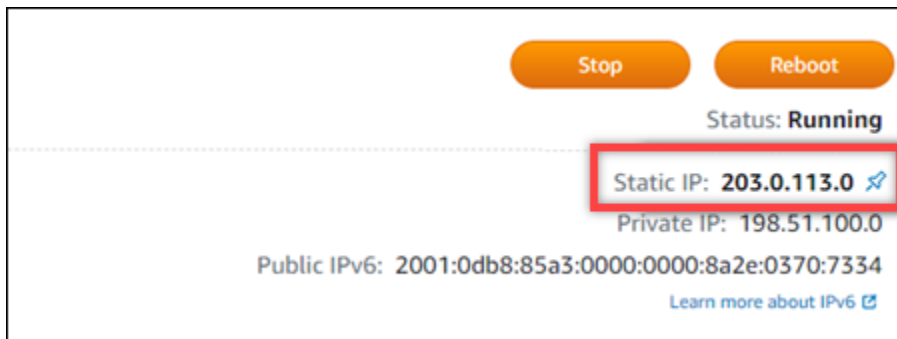 Stop Reboot
Status: Running
Static IP: 203.0.113.0
Private IP: 198.51.100.0
Public IPv6: 2001:0db8:85a3:0000:0000:8a2e:0370:7334
Learn more about IPv6